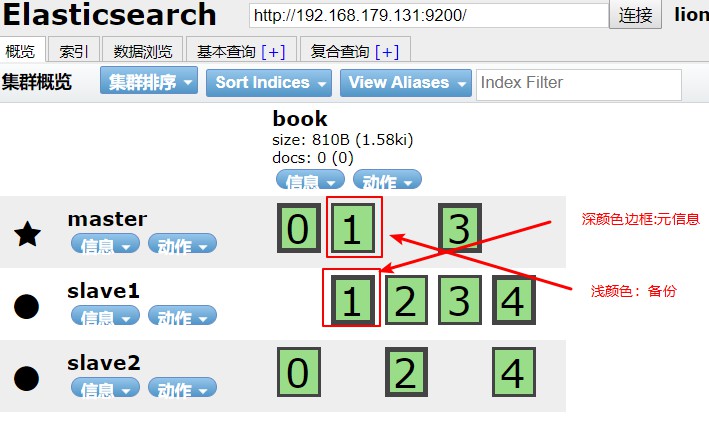 Elasticsearch http://192.168.179.131:9200/ 连接 lion
概览 索引 数据浏览 基本查询 [+] 复合查询 [+]
集群概览 集群排序 Sort Indices View Aliases Index Filter
book
size: 810B (1.58ki)
docs: 0 (0)
信息 动作
master 0 1 3
信息 动作
深颜色边框:元信息
slave1 1 2 3 4
信息 动作
浅颜色：备份
slave2 0 2 4
信息 动作